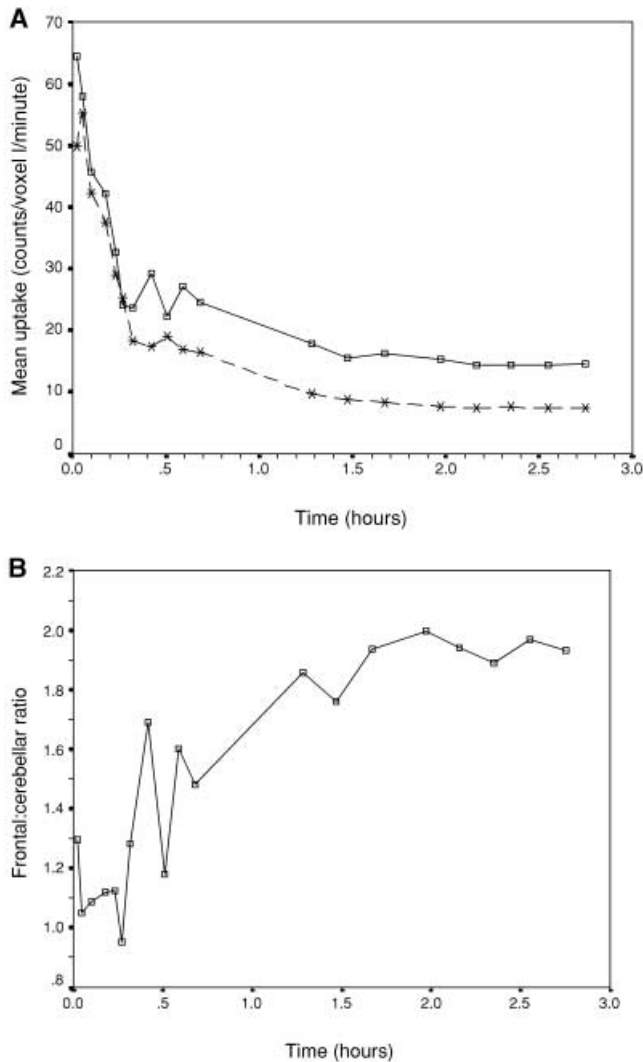 A
70
60
50
40
30
20
10
0
Mean uptake (counts/voxel l/minute)
0.0 .5 1.0 1.5 2.0 2.5 3.0
Time (hours)
B
2.2
2.0
1.8
1.6
1.4
1.2
1.0
.8
Frontal:cerebellar ratio
0.0 .5 1.0 1.5 2.0 2.5 3.0
Time (hours)